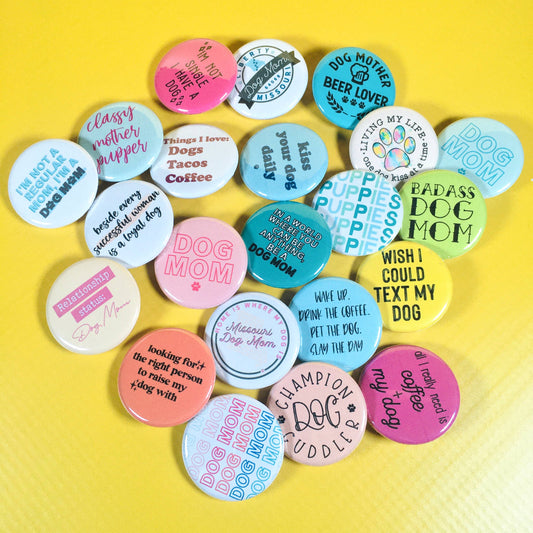 I'M NOT
SINGLE
I HAVE A
DOG
LIBERTY
Dog Mom
MISSOURI
DOG MOTHER
BEER LOVER
classy
mother
pupper
Things I love:
Dogs
Tacos
Coffee
kiss
your dog
daily
LIVING MY LIFE
one dog kiss at a time
DOG
MOM
I'M NOT A
REGULAR
MOM, I'M A
DOG MOM
beside every
successful woman
is a loyal dog
DOG
MOM
IN A WORLD
WHERE YOU
CAN BE
ANYTHING,
BE A
DOG MOM
PUPPIES
PUPPIES
PUPPIES
PUPPIES
PUPPIES
BADASS
DOG
MOM
Relationship
status:
Dog Mom
HOME IS WHERE MY DOG IS
Missouri
Dog Mom
WAKE UP.
DRINK THE COFFEE.
PET THE DOG.
SLAY THE DAY
WISH I
COULD
TEXT MY
DOG
looking for
the right person
to raise my
dog with
DOG MOM
DOG MOM
DOG MOM
DOG MOM
CHAMPION
DOG
CUDDLER
all i really need is
coffee
+
my dog